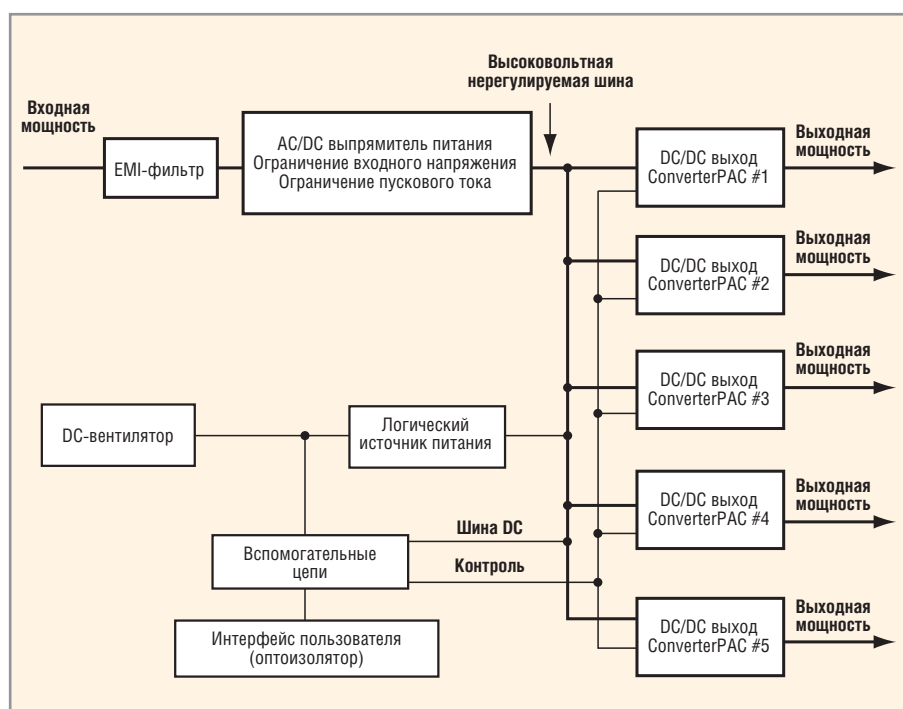 Высоковольтная
нерегулируемая шина
Входная
мощность
EMI-фильтр
AC/DC выпрямитель питания
Ограничение входного напряжения
Ограничение пускового тока
DC/DC выход
ConverterPAC #1
Выходная
мощность
DC/DC выход
ConverterPAC #2
Выходная
мощность
DC/DC выход
ConverterPAC #3
Выходная
мощность
DC-вентилятор
Логический
источник питания
DC/DC выход
ConverterPAC #4
Выходная
мощность
Шина DC
Вспомогательные
цепи
Контроль
Интерфейс пользователя
(оптоизолятор)
DC/DC выход
ConverterPAC #5
Выходная
мощность